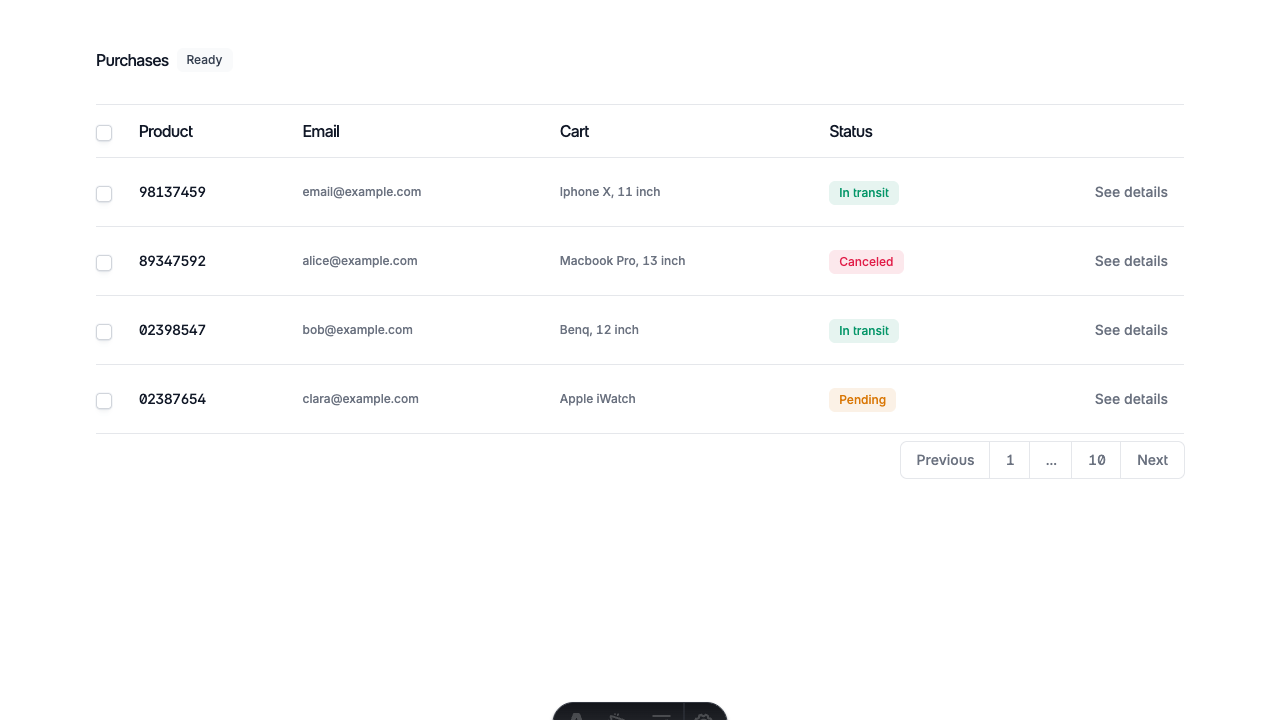 Purchases Ready
Product Email Cart Status
98137459 email@example.com Iphone X, 11 inch In transit See details
89347592 alice@example.com Macbook Pro, 13 inch Canceled See details
02398547 bob@example.com Benq, 12 inch In transit See details
02387654 clara@example.com Apple iWatch Pending See details
Previous 1 ... 10 Next